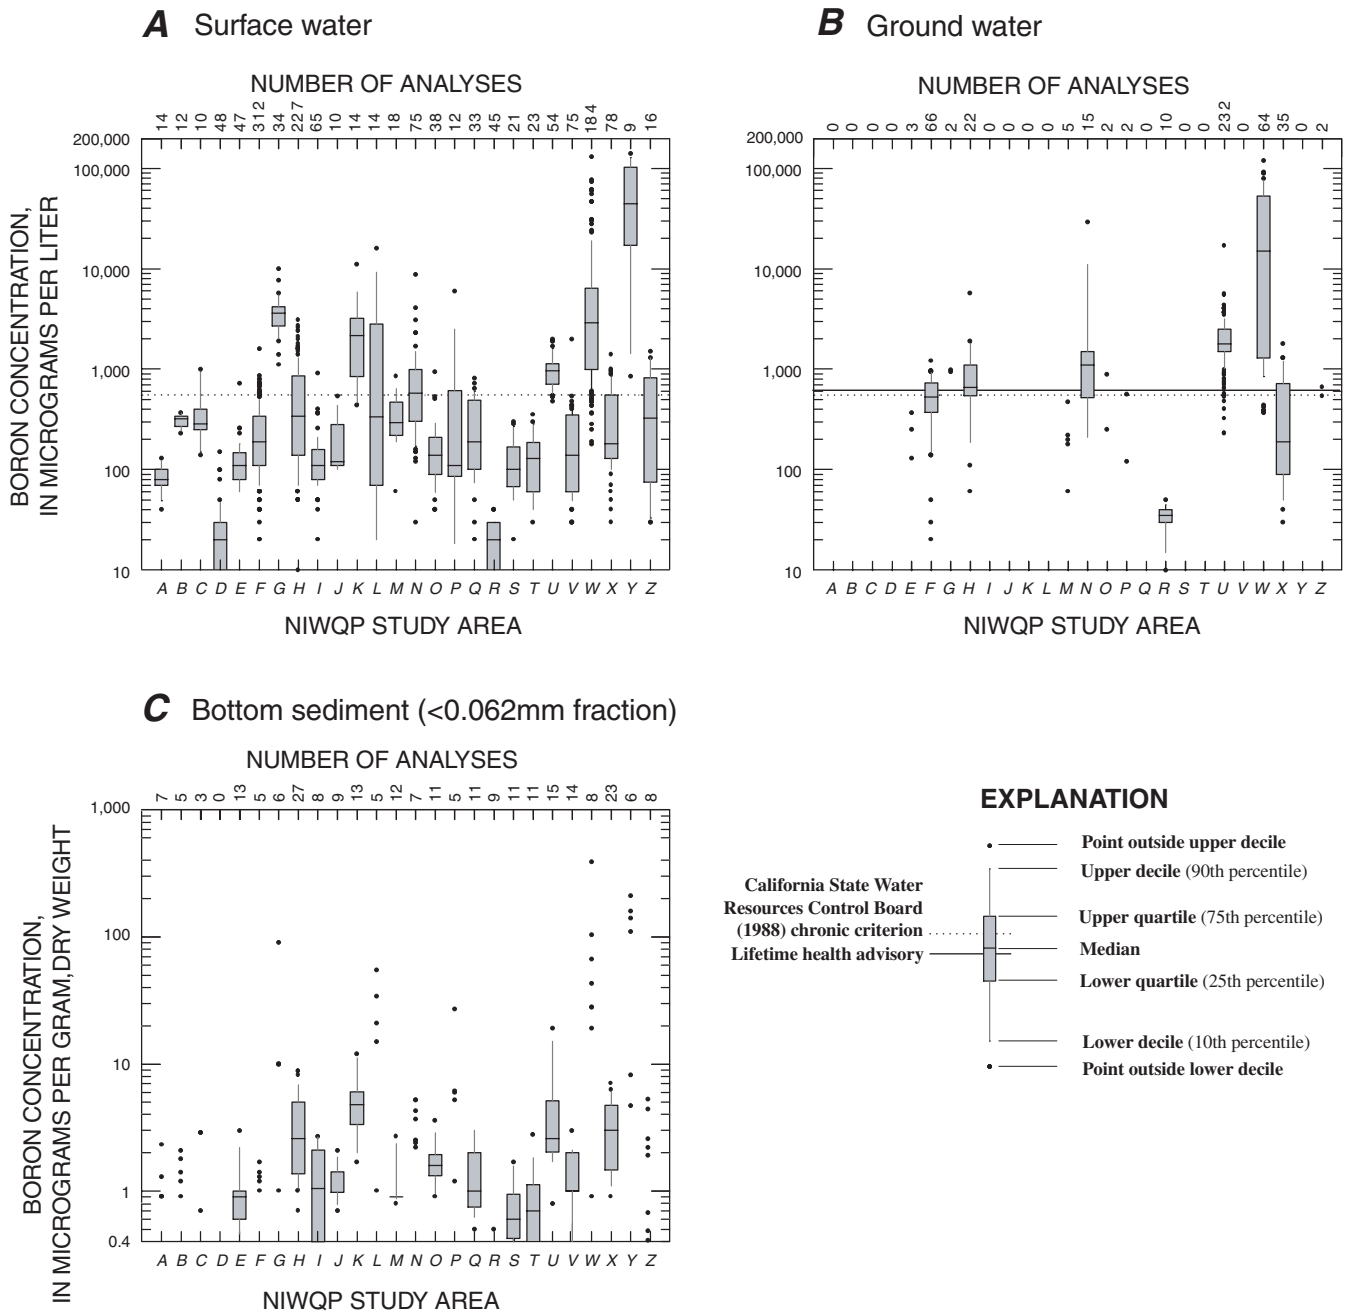 A Surface water
NUMBER OF ANALYSES
14 12 10 48 47 312 34 227 65 10 14 14 18 75 38 12 33 45 21 23 54 75 184 78 9 16
200,000
100,000
10,000
1,000
100
10
BORON CONCENTRATION,
IN MICROGRAMS PER LITER
A B C D E F G H I J K L M N O P Q R S T U V W X Y Z
NIWQP STUDY AREA
B Ground water
NUMBER OF ANALYSES
0 0 0 0 3 66 2 22 0 0 0 0 5 15 2 2 0 10 0 0 232 0 64 35 0 2
200,000
100,000
10,000
1,000
100
10
A B C D E F G H I J K L M N O P Q R S T U V W X Y Z
NIWQP STUDY AREA
C Bottom sediment (<0.062mm fraction)
NUMBER OF ANALYSES
7 5 3 0 13 5 6 27 8 9 13 5 12 7 11 5 11 9 11 11 15 14 8 23 6 8
1,000
100
10
1
0.4
BORON CONCENTRATION,
IN MICROGRAMS PER GRAM,DRY WEIGHT
A B C D E F G H I J K L M N O P Q R S T U V W X Y Z
NIWQP STUDY AREA
EXPLANATION
Point outside upper decile
Upper decile (90th percentile)
Upper quartile (75th percentile)
Median
Lower quartile (25th percentile)
Lower decile (10th percentile)
Point outside lower decile
California State Water
Resources Control Board
(1988) chronic criterion
Lifetime health advisory